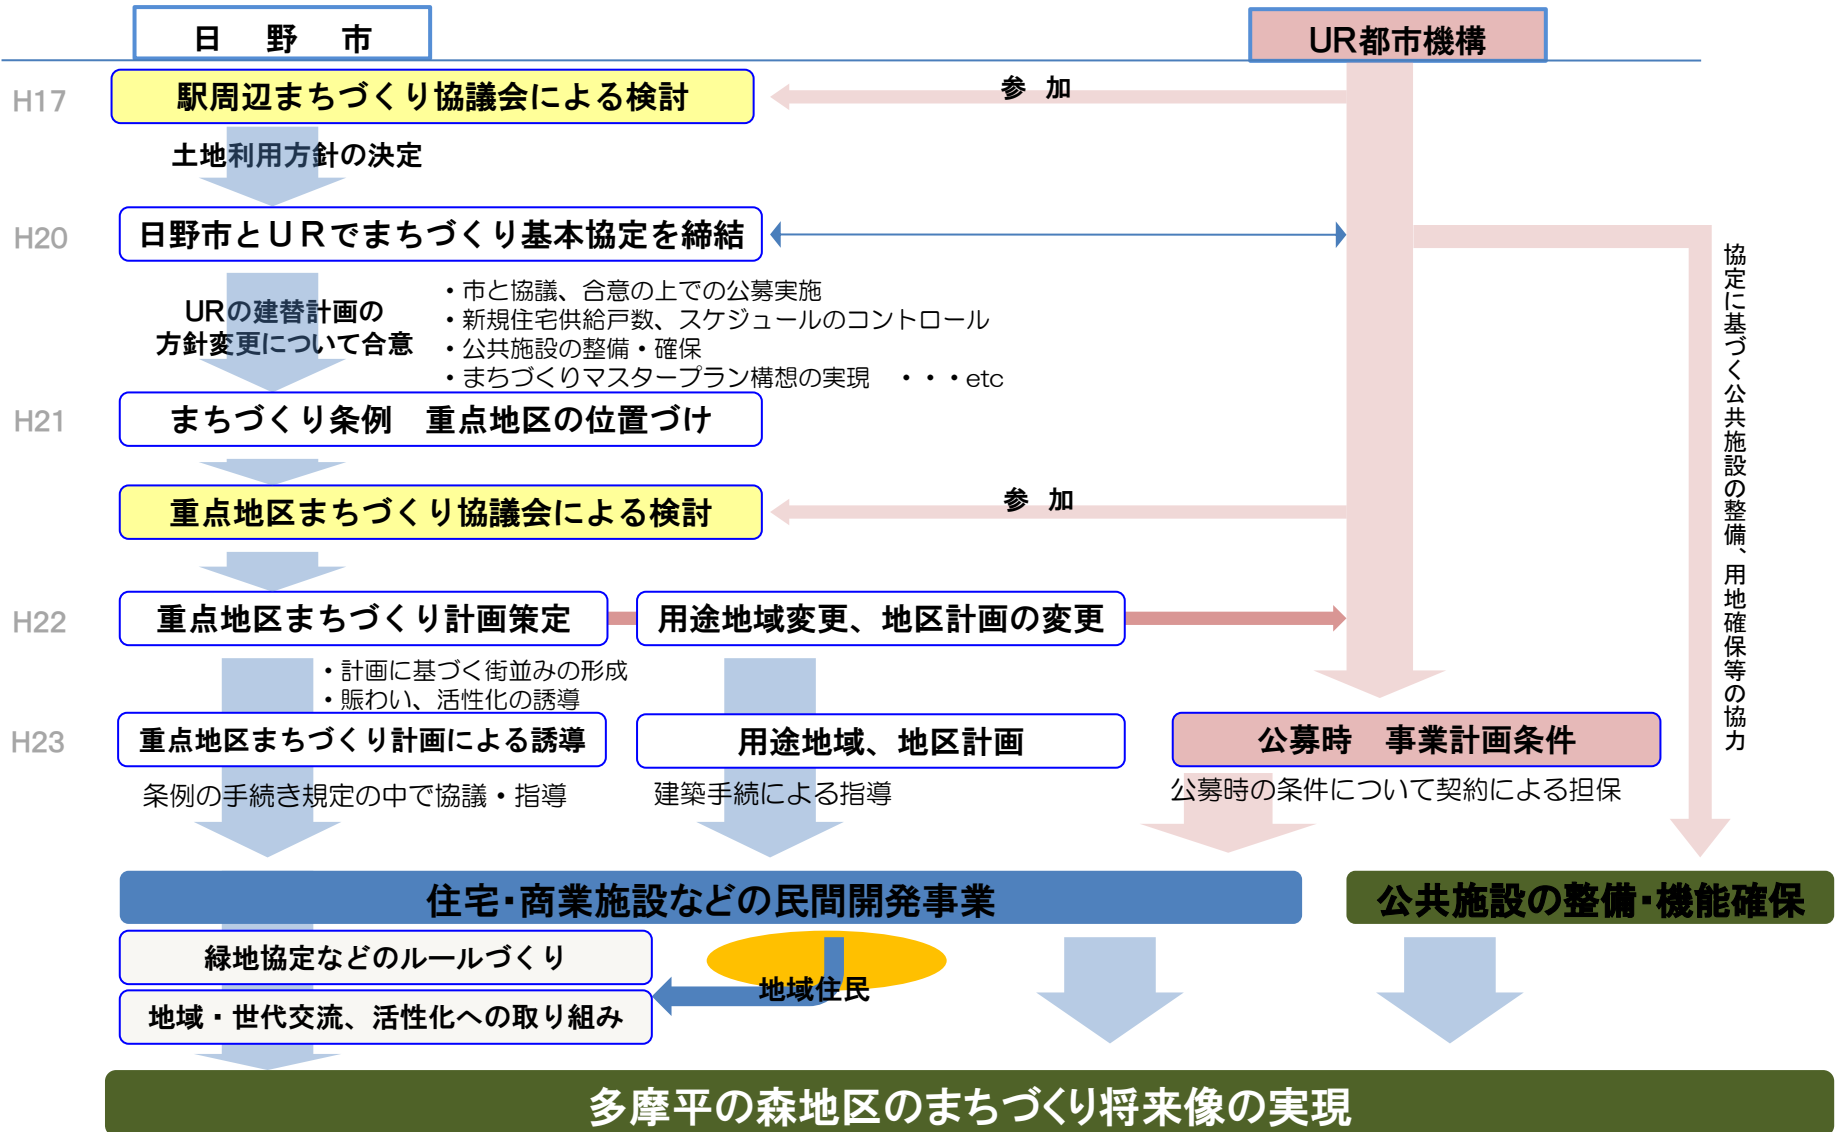 日　野　市
UR都市機構
H17
駅周辺まちづくり協議会による検討
参　加
土地利用方針の決定
H20
日野市とＵＲでまちづくり基本協定を締結
URの建替計画の
方針変更について合意
・市と協議、合意の上での公募実施
・新規住宅供給戸数、スケジュールのコントロール
・公共施設の整備・確保
・まちづくりマスタープラン構想の実現　・・・etc
協定に基づく公共施設の整備、用地確保等の協力
H21
まちづくり条例　重点地区の位置づけ
重点地区まちづくり協議会による検討
参　加
H22
重点地区まちづくり計画策定
用途地域変更、地区計画の変更
・計画に基づく街並みの形成
・賑わい、活性化の誘導
H23
重点地区まちづくり計画による誘導
用途地域、地区計画
公募時　事業計画条件
条例の手続き規定の中で協議・指導
建築手続による指導
公募時の条件について契約による担保
住宅・商業施設などの民間開発事業
公共施設の整備・機能確保
緑地協定などのルールづくり
地域住民
地域・世代交流、活性化への取り組み
多摩平の森地区のまちづくり将来像の実現